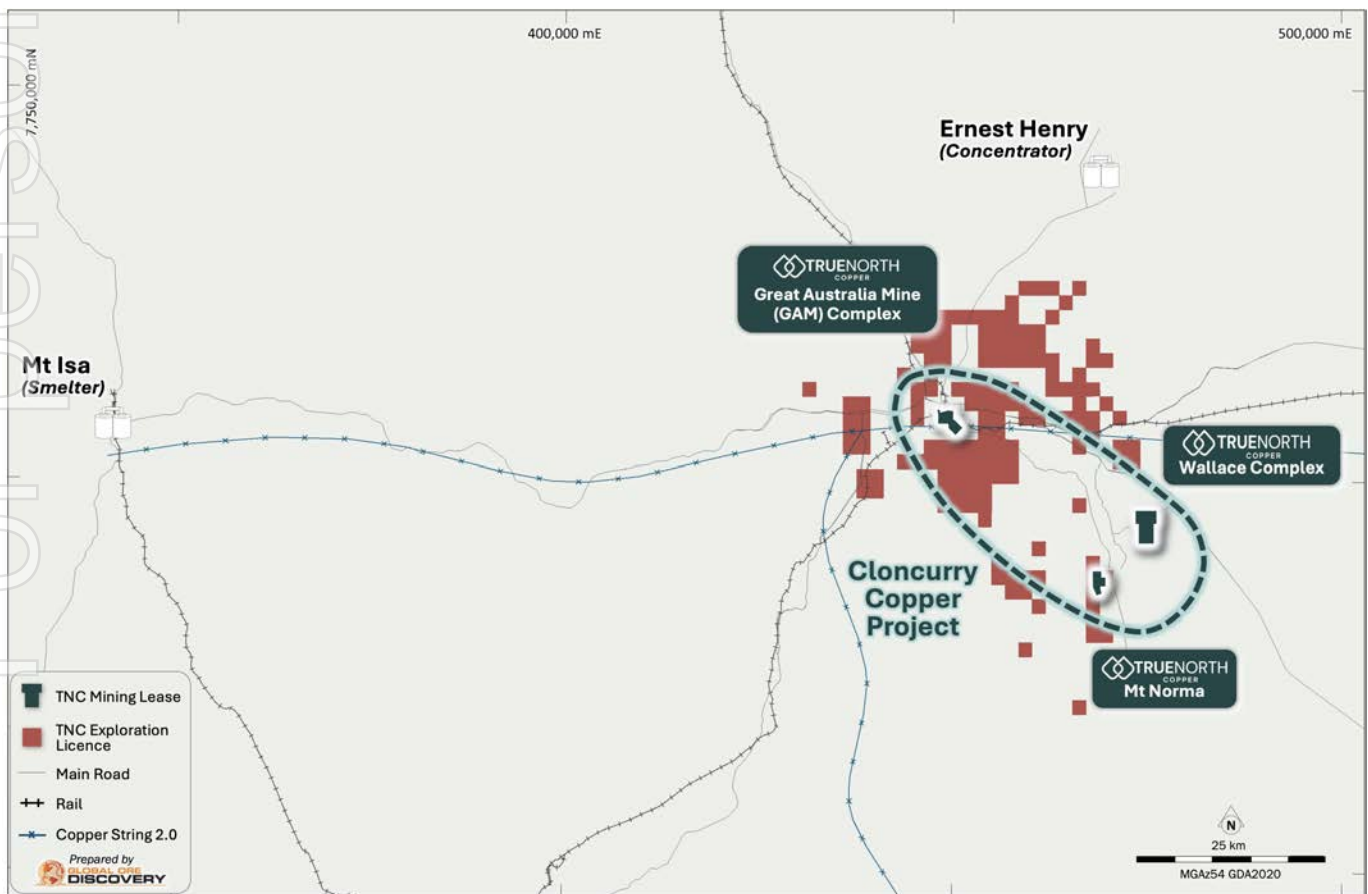 400,000 mE
500,000 mE
7,750,000 mN
Ernest Henry
(Concentrator)
TRUENORTH
COPPER
Great Australia Mine
(GAM) Complex
Mt Isa
(Smelter)
TRUENORTH
COPPER
Wallace Complex
Cloncurry
Copper
Project
TRUENORTH
COPPER
Mt Norma
TNC Mining Lease
TNC Exploration
Licence
Main Road
Rail
Copper String 2.0
Prepared by
GLOBAL ORE
DISCOVERY
N
25 km
MGAz54 GDA2020